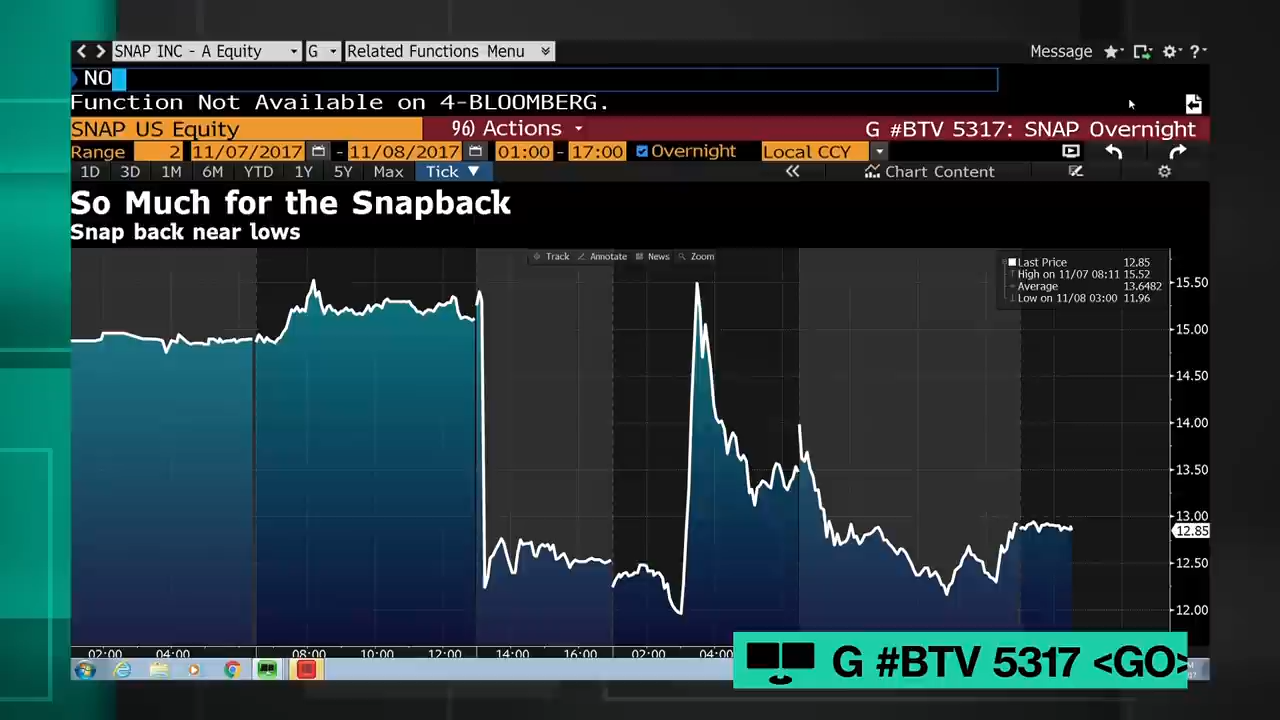 SNAP INC - A Equity G Related Functions Menu Message ?
NO
Function Not Available on 4-BLOOMBERG.
SNAP US Equity 96) Actions G #BTV 5317: SNAP Overnight
Range 2 11/07/2017 - 11/08/2017 01:00 - 17:00 Overnight Local CCY
1D 3D 1M 6M YTD 1Y 5Y Max Tick ▼ « Chart Content
So Much for the Snapback
Snap back near lows
Track Annotate News Zoom
Last Price 12.85
High on 11/07 08:11 15.52
Average 13.6482
Low on 11/08 03:00 11.96
15.50
15.00
14.50
14.00
13.50
13.00
12.85
12.50
12.00
02:00 04:00 08:00 10:00 12:00 14:00 16:00 02:00 04:00
G #BTV 5317 <GO>